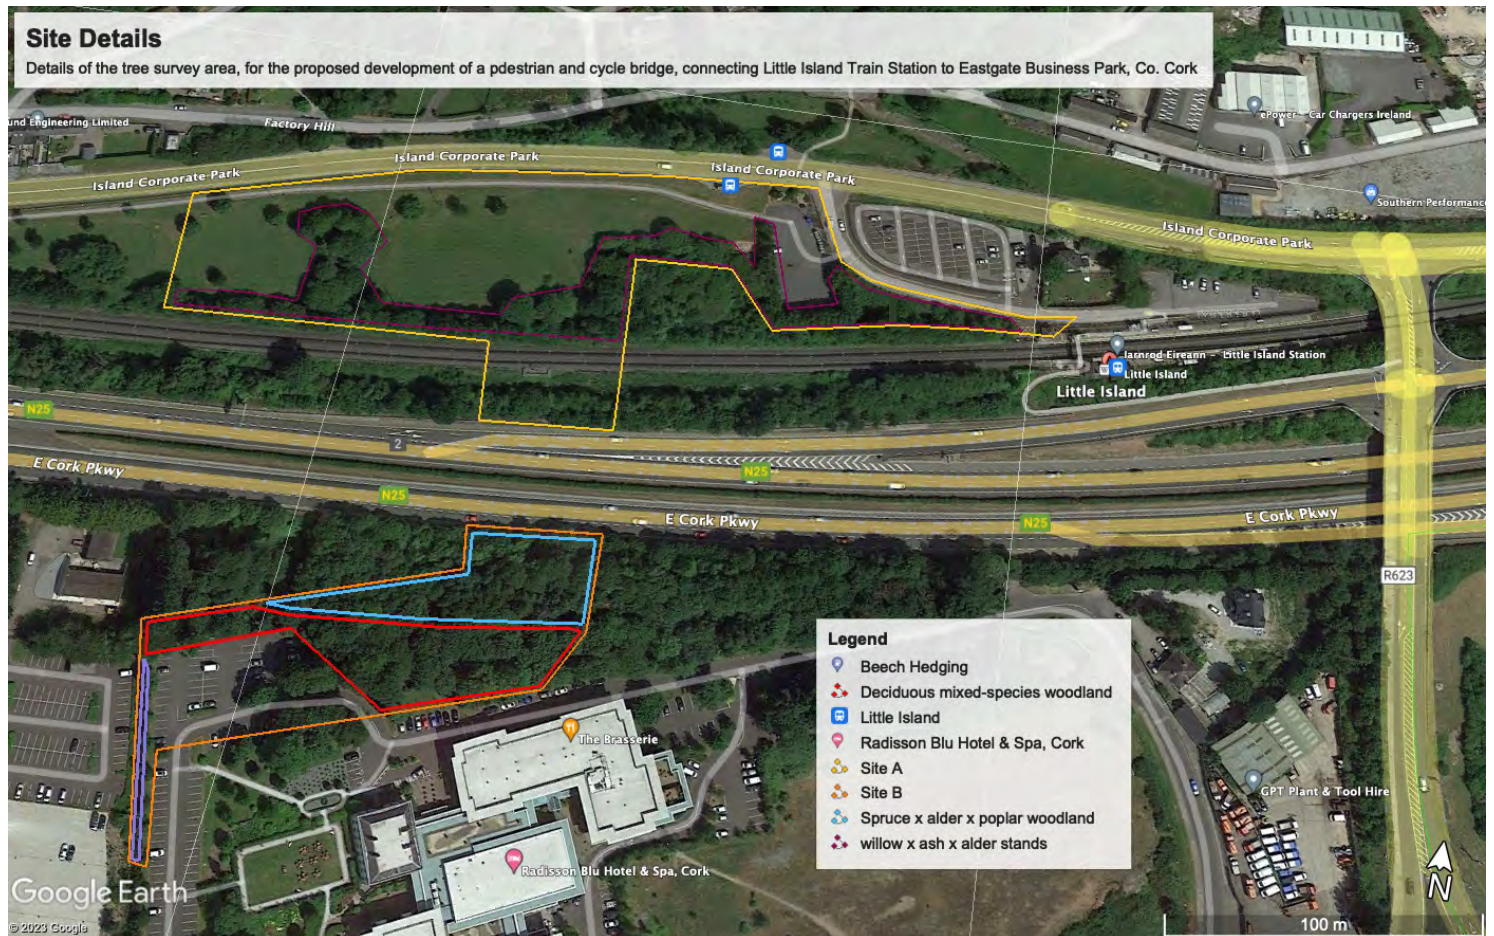 Site Details
Details of the tree survey area, for the proposed development of a pdestrian and cycle bridge, connecting Little Island Train Station to Eastgate Business Park, Co. Cork
und Engineering Limited
Factory Hill
ePower - Car Chargers Ireland
Island Corporate Park
Island Corporate Park
Island Corporate Park
Southern Performance
Island Corporate Park
Iarnrod Eireann - Little Island Station
Little Island
Little Island
N25
2
E Cork Pkwy
N25
N25
E Cork Pkwy
N25
E Cork Pkwy
R623
Legend
Beech Hedging
Deciduous mixed-species woodland
Little Island
Radisson Blu Hotel & Spa, Cork
Site A
Site B
Spruce x alder x poplar woodland
willow x ash x alder stands
The Brasserie
GPT Plant & Tool Hire
Radisson Blu Hotel & Spa, Cork
Google Earth
© 2023 Google
N
100 m